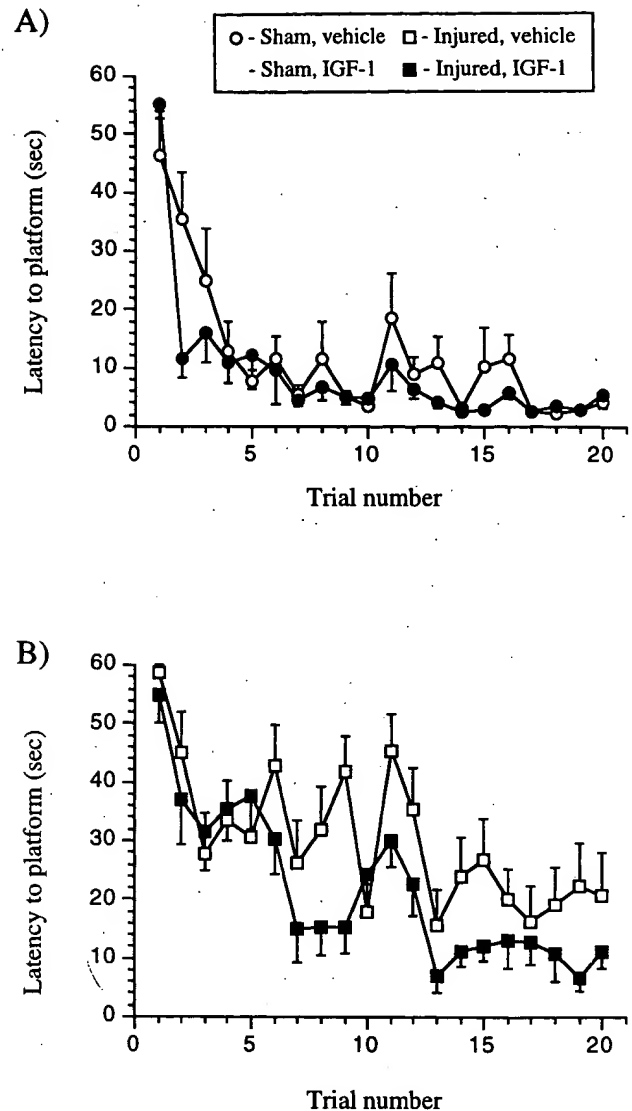 A)
○ - Sham, vehicle □ - Injured, vehicle
- Sham, IGF-1 ■ - Injured, IGF-1
60
50
40
30
20
10
0
Latency to platform (sec)
0 5 10 15 20
Trial number
B)
60
50
40
30
20
10
0
Latency to platform (sec)
0 5 10 15 20
Trial number